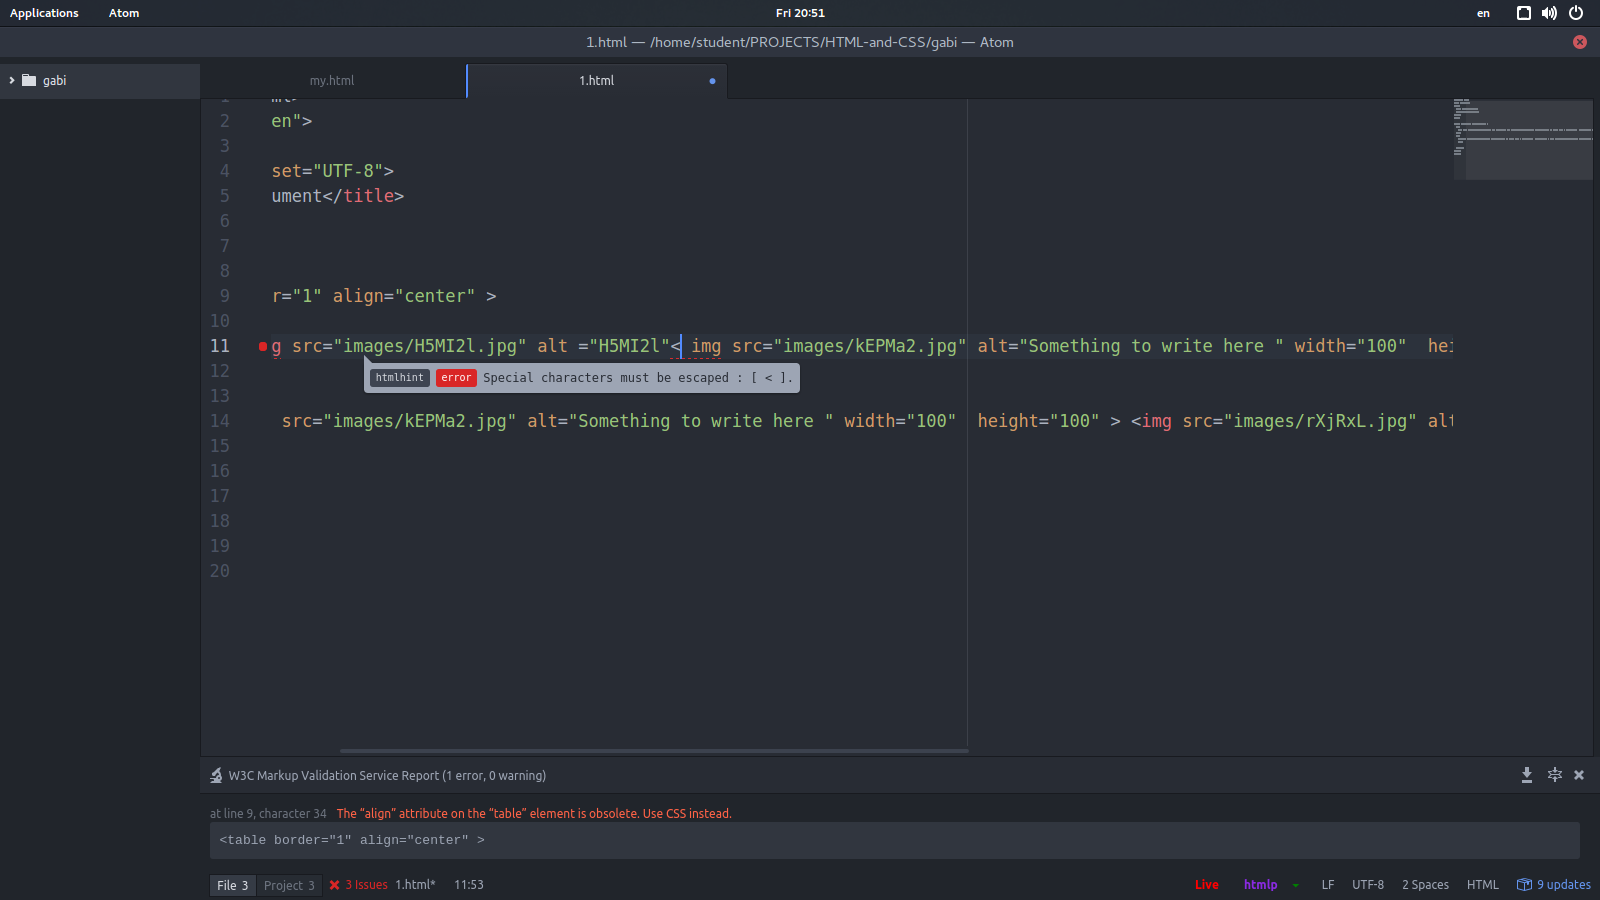 Applications Atom Fri 20:51 en
1.html — /home/student/PROJECTS/HTML-and-CSS/gabi — Atom
gabi my.html 1.html
2 en">
3
4 set="UTF-8">
5 ument</title>
6
7
8
9 r="1" align="center" >
10
11 g src="images/H5MI2l.jpg" alt ="H5MI2l"< img src="images/kEPMa2.jpg" alt="Something to write here " width="100" hei
12 htmlhint error Special characters must be escaped : [ < ].
13
14 src="images/kEPMa2.jpg" alt="Something to write here " width="100" height="100" > <img src="images/rXjRxL.jpg" alt
15
16
17
18
19
20
W3C Markup Validation Service Report (1 error, 0 warning)
at line 9, character 34 The “align” attribute on the “table” element is obsolete. Use CSS instead.
<table border="1" align="center" >
File 3 Project 3 3 Issues 1.html* 11:53 Live htmlp LF UTF-8 2 Spaces HTML 9 updates